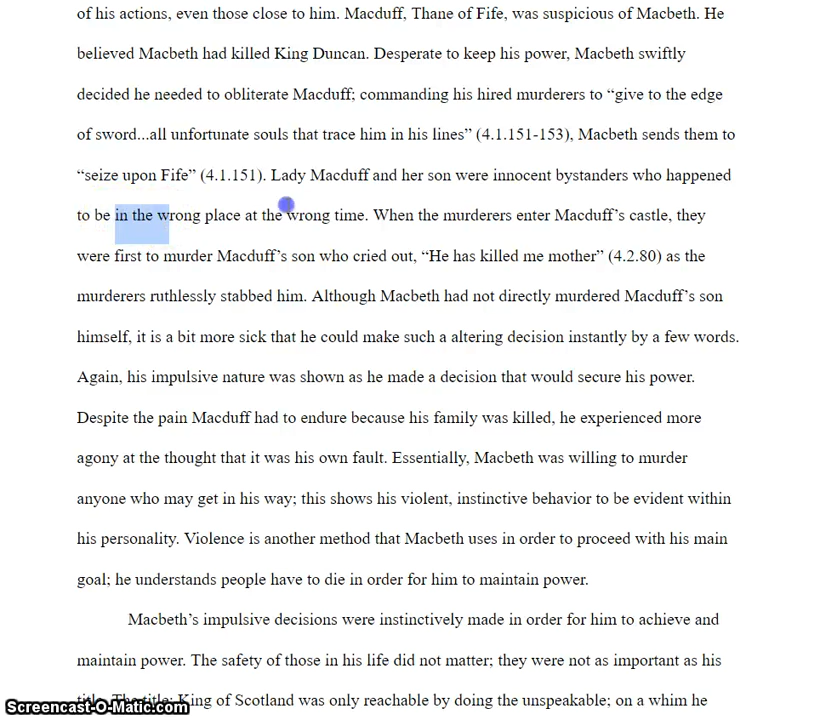 of his actions, even those close to him. Macduff, Thane of Fife, was suspicious of Macbeth. He
believed Macbeth had killed King Duncan. Desperate to keep his power, Macbeth swiftly
decided he needed to obliterate Macduff; commanding his hired murderers to “give to the edge
of sword...all unfortunate souls that trace him in his lines” (4.1.151-153), Macbeth sends them to
“seize upon Fife” (4.1.151). Lady Macduff and her son were innocent bystanders who happened
to be in the wrong place at the wrong time. When the murderers enter Macduff’s castle, they
were first to murder Macduff’s son who cried out, “He has killed me mother” (4.2.80) as the
murderers ruthlessly stabbed him. Although Macbeth had not directly murdered Macduff’s son
himself, it is a bit more sick that he could make such a altering decision instantly by a few words.
Again, his impulsive nature was shown as he made a decision that would secure his power.
Despite the pain Macduff had to endure because his family was killed, he experienced more
agony at the thought that it was his own fault. Essentially, Macbeth was willing to murder
anyone who may get in his way; this shows his violent, instinctive behavior to be evident within
his personality. Violence is another method that Macbeth uses in order to proceed with his main
goal; he understands people have to die in order for him to maintain power.
Macbeth’s impulsive decisions were instinctively made in order for him to achieve and
maintain power. The safety of those in his life did not matter; they were not as important as his
title. The title: King of Scotland was only reachable by doing the unspeakable; on a whim he
Screencast-O-Matic.com